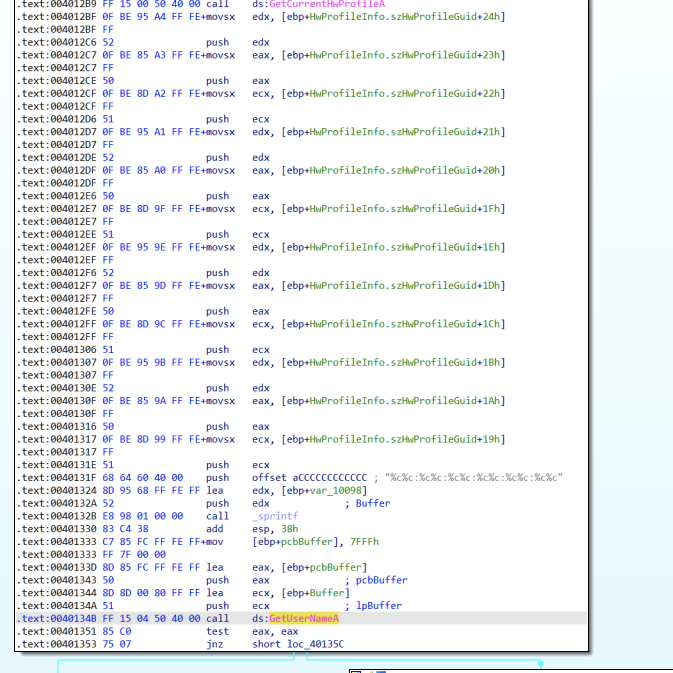 .text:004012B9 FF 15 00 50 40 00 call ds:GetCurrentHwProfileA
.text:004012BF 0F BE 95 A4 FF FE+movsx edx, [ebp+HwProfileInfo.szHwProfileGuid+24h]
.text:004012BF FF
.text:004012C6 52 push edx
.text:004012C7 0F BE 85 A3 FF FE+movsx eax, [ebp+HwProfileInfo.szHwProfileGuid+23h]
.text:004012C7 FF
.text:004012CE 50 push eax
.text:004012CF 0F BE 8D A2 FF FE+movsx ecx, [ebp+HwProfileInfo.szHwProfileGuid+22h]
.text:004012CF FF
.text:004012D6 51 push ecx
.text:004012D7 0F BE 95 A1 FF FE+movsx edx, [ebp+HwProfileInfo.szHwProfileGuid+21h]
.text:004012D7 FF
.text:004012DE 52 push edx
.text:004012DF 0F BE 85 A0 FF FE+movsx eax, [ebp+HwProfileInfo.szHwProfileGuid+20h]
.text:004012DF FF
.text:004012E6 50 push eax
.text:004012E7 0F BE 8D 9F FF FE+movsx ecx, [ebp+HwProfileInfo.szHwProfileGuid+1Fh]
.text:004012E7 FF
.text:004012EE 51 push ecx
.text:004012EF 0F BE 95 9E FF FE+movsx edx, [ebp+HwProfileInfo.szHwProfileGuid+1Eh]
.text:004012EF FF
.text:004012F6 52 push edx
.text:004012F7 0F BE 85 9D FF FE+movsx eax, [ebp+HwProfileInfo.szHwProfileGuid+1Dh]
.text:004012F7 FF
.text:004012FE 50 push eax
.text:004012FF 0F BE 8D 9C FF FE+movsx ecx, [ebp+HwProfileInfo.szHwProfileGuid+1Ch]
.text:004012FF FF
.text:00401306 51 push ecx
.text:00401307 0F BE 95 9B FF FE+movsx edx, [ebp+HwProfileInfo.szHwProfileGuid+1Bh]
.text:00401307 FF
.text:0040130E 52 push edx
.text:0040130F 0F BE 85 9A FF FE+movsx eax, [ebp+HwProfileInfo.szHwProfileGuid+1Ah]
.text:0040130F FF
.text:00401316 50 push eax
.text:00401317 0F BE 8D 99 FF FE+movsx ecx, [ebp+HwProfileInfo.szHwProfileGuid+19h]
.text:00401317 FF
.text:0040131E 51 push ecx
.text:0040131F 68 64 60 40 00 push offset aCCCCCCCCCCCC ; "%c%c:%c%c:%c%c:%c%c:%c%c:%c%c"
.text:00401324 8D 95 68 FF FE FF lea edx, [ebp+var_10098]
.text:0040132A 52 push edx ; Buffer
.text:0040132B E8 98 01 00 00 call _sprintf
.text:00401330 83 C4 38 add esp, 38h
.text:00401333 C7 85 FC FF FE FF+mov [ebp+pcbBuffer], 7FFFh
.text:00401333 FF 7F 00 00
.text:0040133D 8D 85 FC FF FE FF lea eax, [ebp+pcbBuffer]
.text:00401343 50 push eax ; pcbBuffer
.text:00401344 8D 8D 00 80 FF FF lea ecx, [ebp+Buffer]
.text:0040134A 51 push ecx ; lpBuffer
.text:0040134B FF 15 04 50 40 00 call ds:GetUserNameA
.text:00401351 85 C0 test eax, eax
.text:00401353 75 07 jnz short loc_40135C